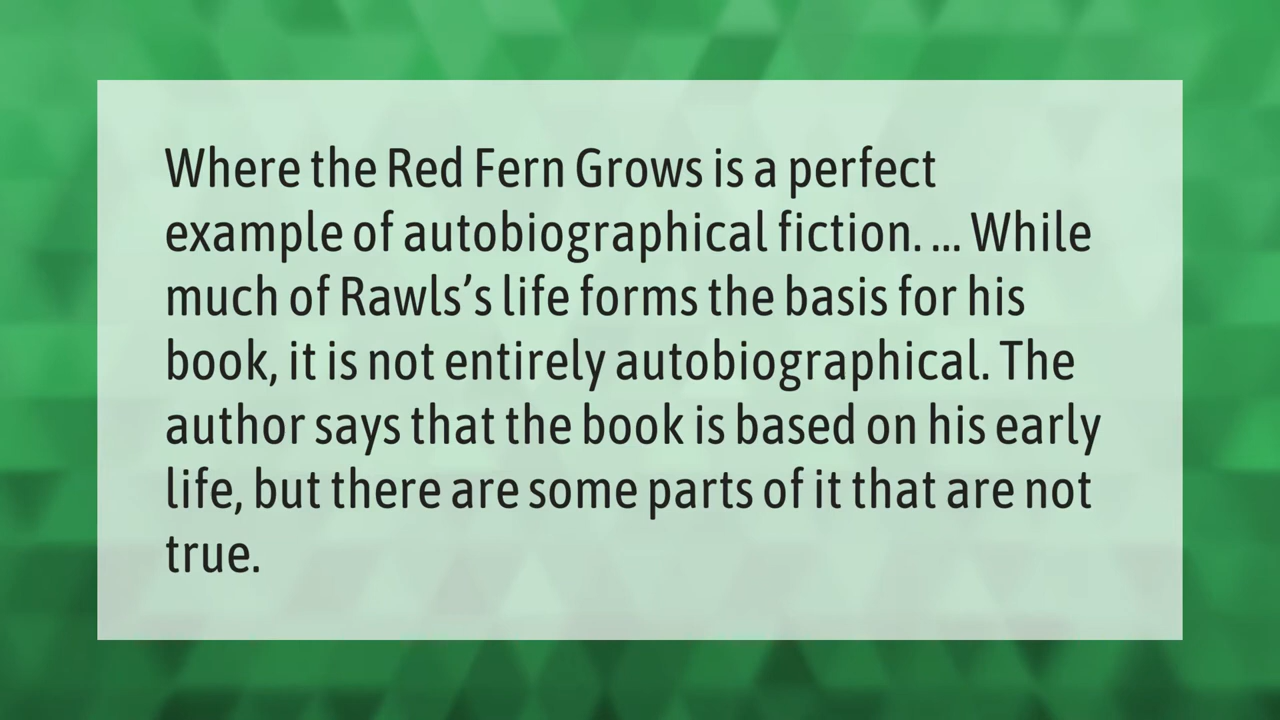 Where the Red Fern Grows is a perfect
example of autobiographical fiction. ... While
much of Rawls’s life forms the basis for his
book, it is not entirely autobiographical. The
author says that the book is based on his early
life, but there are some parts of it that are not
true.